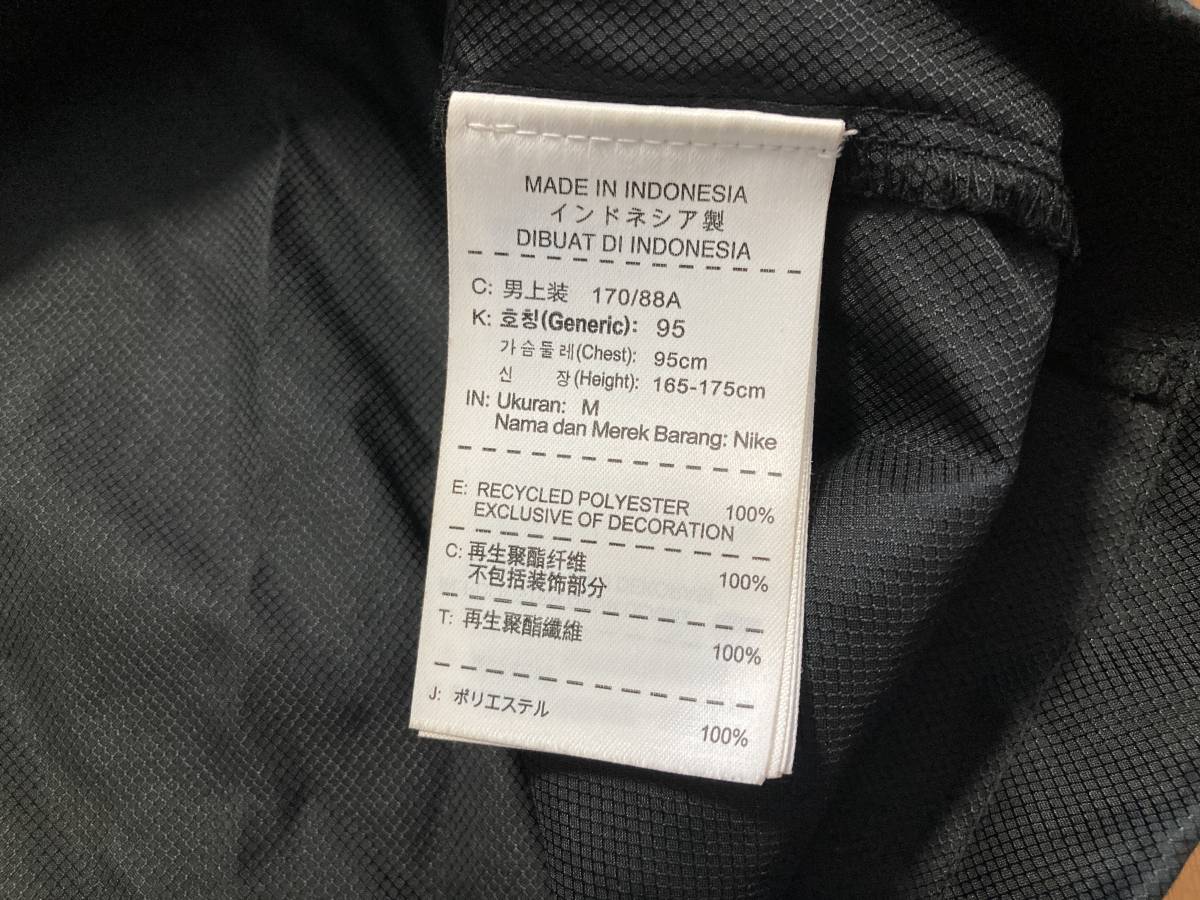 MADE IN INDONESIA
インドネシア製
DIBUAT DI INDONESIA
C: 男上装 170/88A
K: 호칭(Generic): 95
가슴둘레(Chest): 95cm
신 장(Height): 165-175cm
IN: Ukuran: M
Nama dan Merek Barang: Nike
E: RECYCLED POLYESTER 100%
EXCLUSIVE OF DECORATION
C: 再生聚酯纤维 100%
不包括装饰部分
T: 再生聚酯纖維 100%
J: ポリエステル 100%